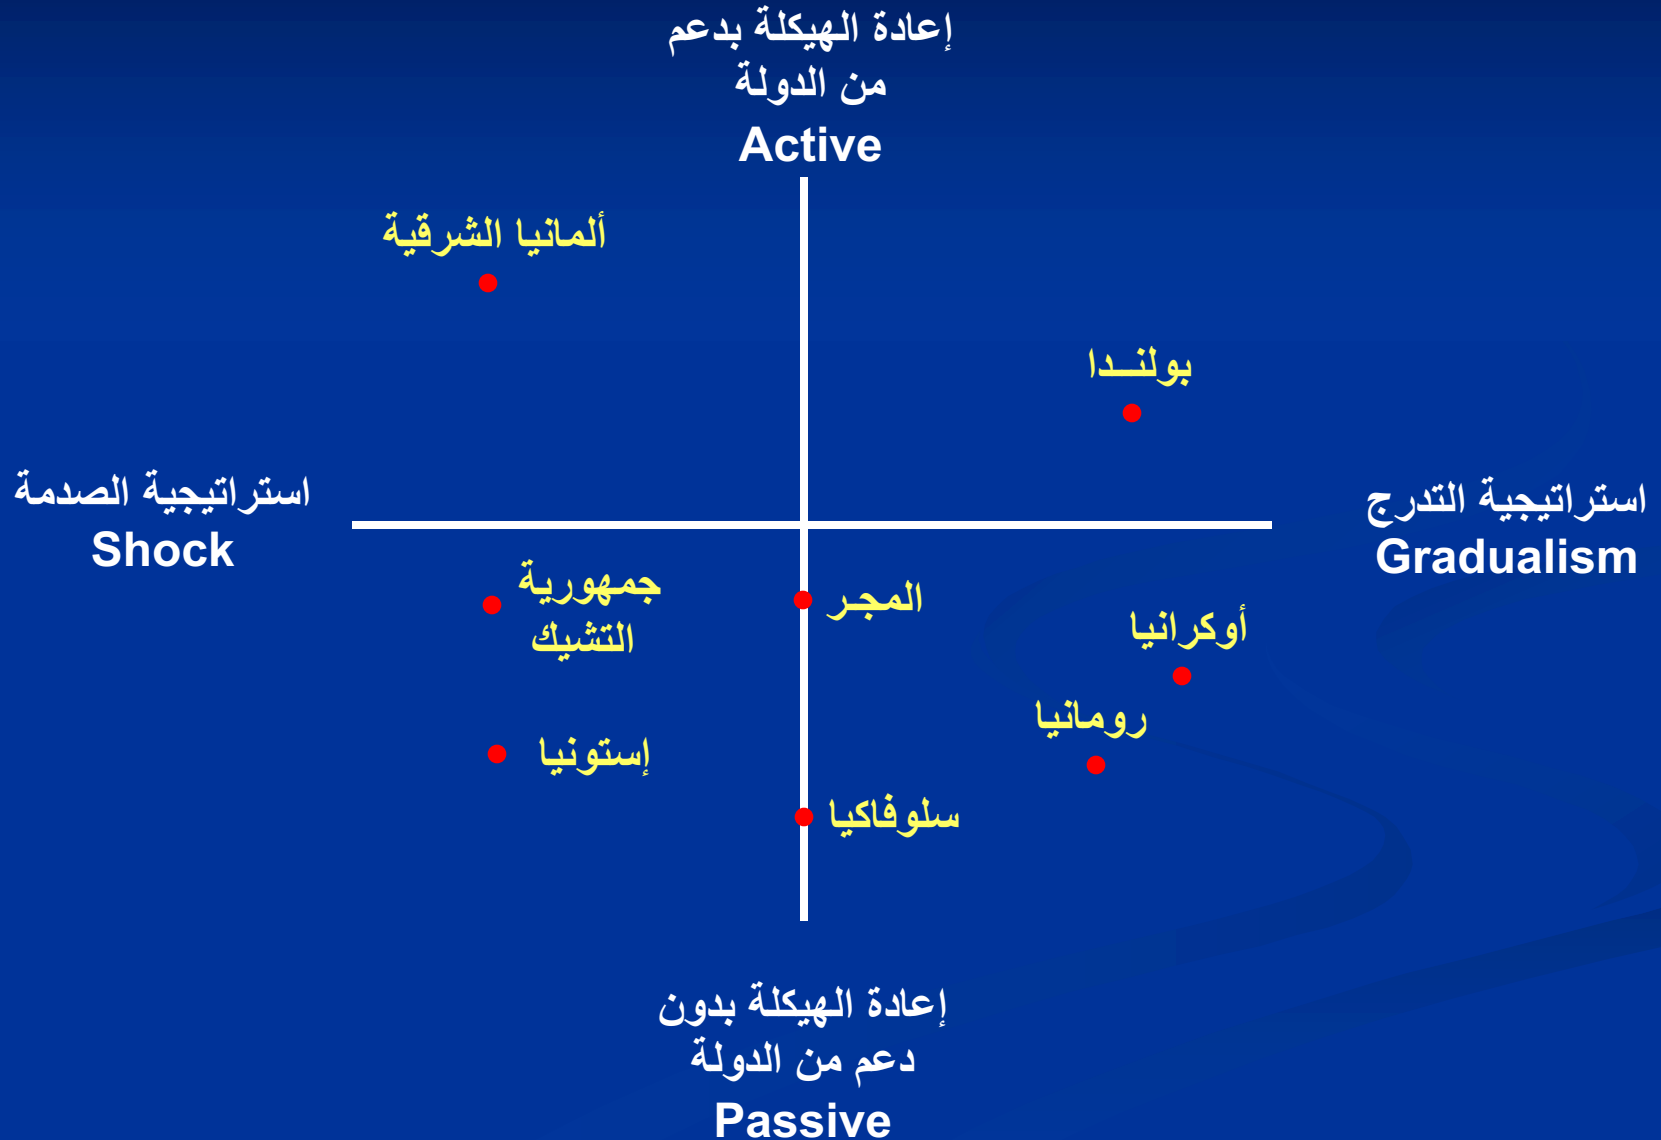 إعادة الهيكلة بدعم
من الدولة
Active
ألمانيا الشرقية
بولنـــدا
استراتيجية الصدمة
Shock
استراتيجية التدرج
Gradualism
جمهورية
التشيك
المجـر
أوكرانيا
رومانيا
إستونيا
سلوفاكيا
إعادة الهيكلة بدون
دعم من الدولة
Passive